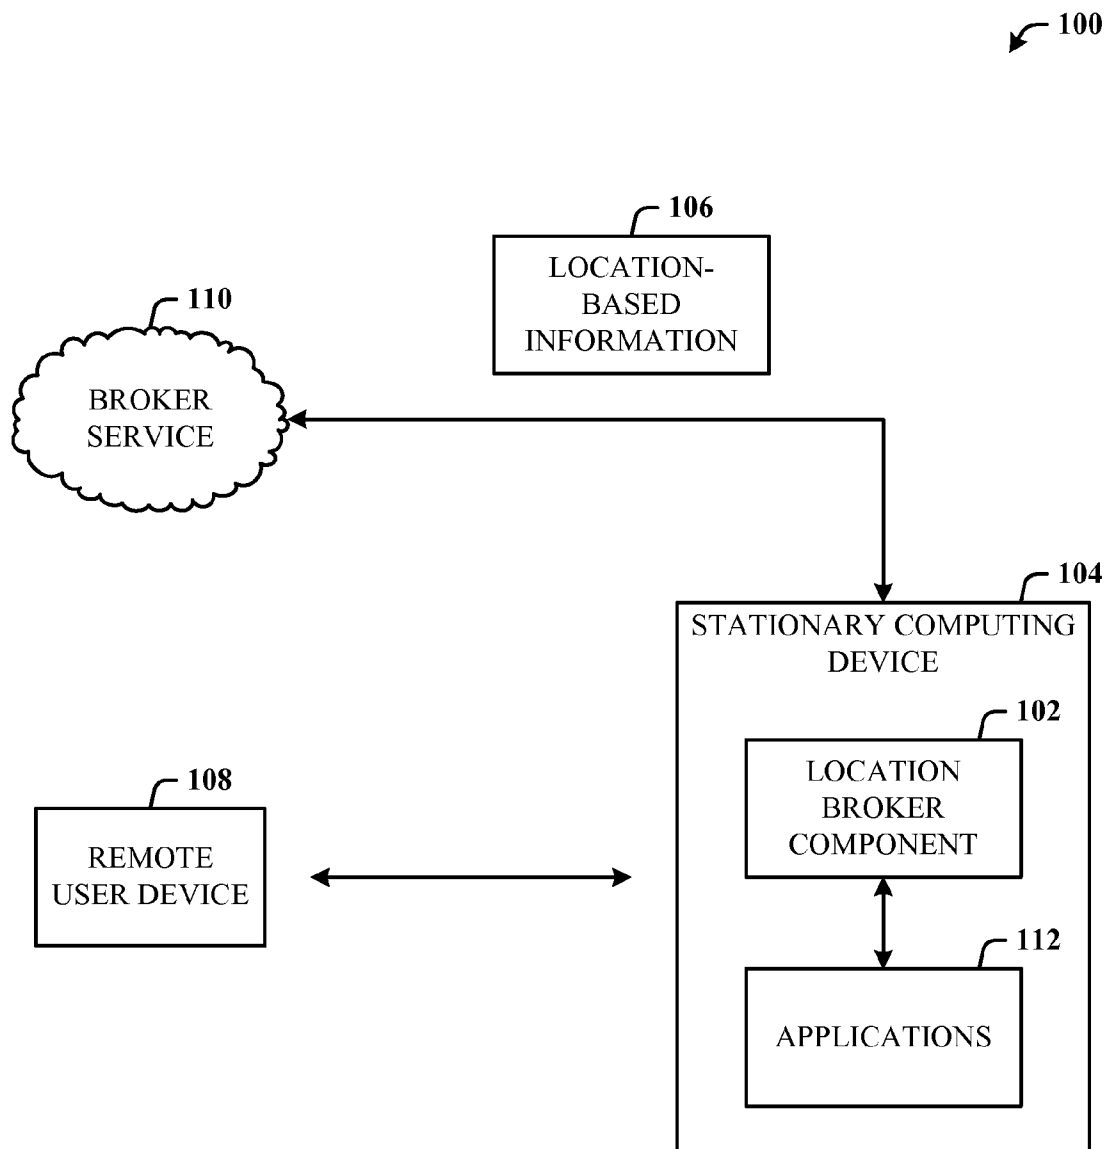 100
106
LOCATION-
BASED
INFORMATION
110
BROKER
SERVICE
104
STATIONARY COMPUTING
DEVICE
102
LOCATION
BROKER
COMPONENT
108
REMOTE
USER DEVICE
112
APPLICATIONS